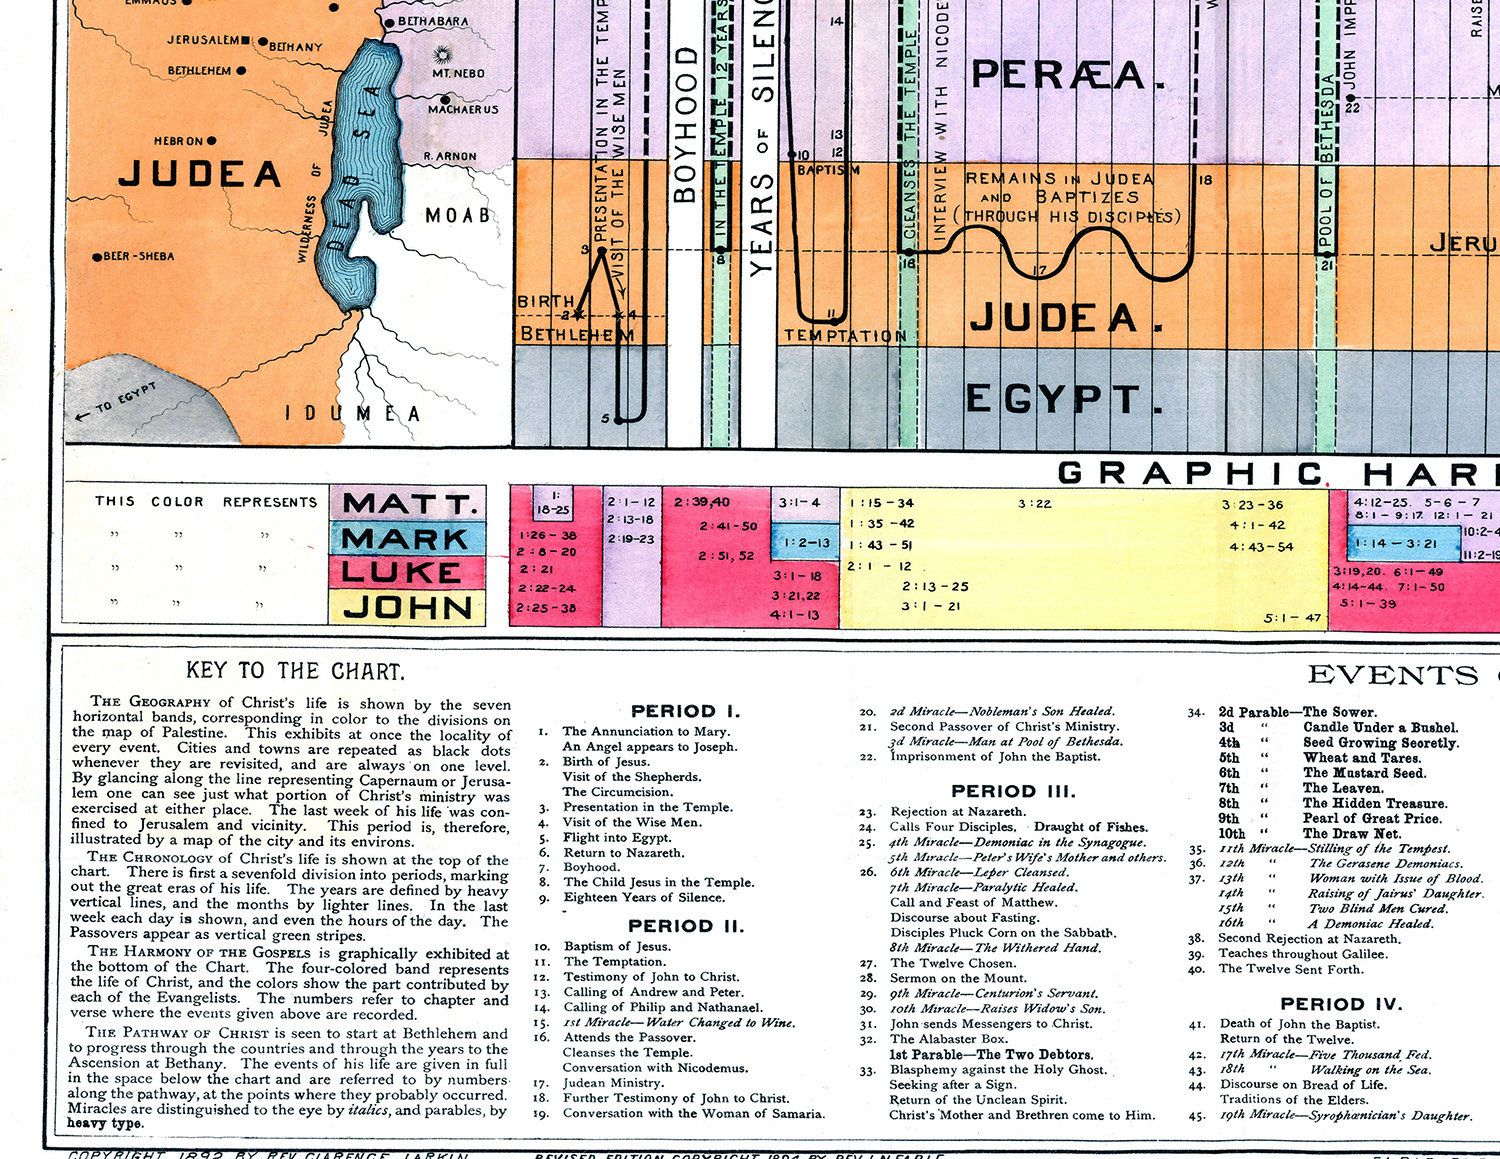 EMMAUS
BETHABARA
JERUSALEM
BETHANY
BETHLEHEM
MT. NEBO
MACHAERUS
HEBRON
JUDEA
R. ARNON
WILDERNESS OF JUDEA
DEAD SEA
MOAB
BEER-SHEBA
← TO EGYPT
IDUMEA
PRESENTATION IN THE TEMP
VISIT OF THE WISE MEN
3
BIRTH
2
4
BETHLEHEM
5
BOYHOOD
IN THE TEMPLE 12 YEARS
8
YEARS OF SILENC
14
13
12
10
BAPTISM
11
TEMPTATION
CLEANSES THE TEMPLE
16
INTERVIEW WITH NICODE
PERÆA.
REMAINS IN JUDEA
AND BAPTIZES
(THROUGH HIS DISCIPLES)
17
18
JUDEA.
EGYPT.
POOL OF BETHESDA
21
JOHN IMPR
22
RAISE
M
JERU
GRAPHIC HAR
THIS COLOR REPRESENTS MATT.
" " " MARK
" " " LUKE
" " " JOHN
1:
18-25
1:26-38
2:8-20
2:21
2:22-24
2:25-38
2:1-12
2:13-18
2:19-23
2:39,40
2:41-50
2:51,52
3:1-4
1:2-13
3:1-18
3:21,22
4:1-13
1:15-34
1:35-42
1:43-51
2:1-12
2:13-25
3:1-21
3:22
3:23-36
4:1-42
4:43-54
5:1-47
4:12-25. 5-6-7
8:1-9:17. 12:1-21
1:14-3:21
10:2-4
11:2-19
3:19,20. 6:1-49
4:14-44. 7:1-50
5:1-39
KEY TO THE CHART.
THE GEOGRAPHY of Christ's life is shown by the seven
horizontal bands, corresponding in color to the divisions on
the map of Palestine. This exhibits at once the locality of
every event. Cities and towns are repeated as black dots
whenever they are revisited, and are always on one level.
By glancing along the line representing Capernaum or Jerusa-
lem one can see just what portion of Christ's ministry was
exercised at either place. The last week of his life was con-
fined to Jerusalem and vicinity. This period is, therefore,
illustrated by a map of the city and its environs.
THE CHRONOLOGY of Christ's life is shown at the top of the
chart. There is first a sevenfold division into periods, marking
out the great eras of his life. The years are defined by heavy
vertical lines, and the months by lighter lines. In the last
week each day is shown, and even the hours of the day. The
Passovers appear as vertical green stripes.
THE HARMONY OF THE GOSPELS is graphically exhibited at
the bottom of the Chart. The four-colored band represents
the life of Christ, and the colors show the part contributed by
each of the Evangelists. The numbers refer to chapter and
verse where the events given above are recorded.
THE PATHWAY OF CHRIST is seen to start at Bethlehem and
to progress through the countries and through the years to the
Ascension at Bethany. The events of his life are given in full
in the space below the chart and are referred to by numbers
along the pathway, at the points where they probably occurred.
Miracles are distinguished to the eye by italics, and parables, by
heavy type.
EVENTS
PERIOD I.
1. The Annunciation to Mary.
An Angel appears to Joseph.
2. Birth of Jesus.
Visit of the Shepherds.
The Circumcision.
3. Presentation in the Temple.
4. Visit of the Wise Men.
5. Flight into Egypt.
6. Return to Nazareth.
7. Boyhood.
8. The Child Jesus in the Temple.
9. Eighteen Years of Silence.
PERIOD II.
10. Baptism of Jesus.
11. The Temptation.
12. Testimony of John to Christ.
13. Calling of Andrew and Peter.
14. Calling of Philip and Nathanael.
15. 1st Miracle—Water Changed to Wine.
16. Attends the Passover.
Cleanses the Temple.
Conversation with Nicodemus.
17. Judean Ministry.
18. Further Testimony of John to Christ.
19. Conversation with the Woman of Samaria.
20. 2d Miracle—Nobleman's Son Healed.
21. Second Passover of Christ's Ministry.
3d Miracle—Man at Pool of Bethesda.
22. Imprisonment of John the Baptist.
PERIOD III.
23. Rejection at Nazareth.
24. Calls Four Disciples, Draught of Fishes.
25. 4th Miracle—Demoniac in the Synagogue.
5th Miracle—Peter's Wife's Mother and others.
26. 6th Miracle—Leper Cleansed.
7th Miracle—Paralytic Healed.
Call and Feast of Matthew.
Discourse about Fasting.
Disciples Pluck Corn on the Sabbath.
8th Miracle—The Withered Hand.
27. The Twelve Chosen.
28. Sermon on the Mount.
29. 9th Miracle—Centurion's Servant.
30. 10th Miracle—Raises Widow's Son.
31. John sends Messengers to Christ.
32. The Alabaster Box.
1st Parable—The Two Debtors.
33. Blasphemy against the Holy Ghost.
Seeking after a Sign.
Return of the Unclean Spirit.
Christ's Mother and Brethren come to Him.
34. 2d Parable—The Sower.
3d " Candle Under a Bushel.
4th " Seed Growing Secretly.
5th " Wheat and Tares.
6th " The Mustard Seed.
7th " The Leaven.
8th " The Hidden Treasure.
9th " Pearl of Great Price.
10th " The Draw Net.
35. 11th Miracle—Stilling of the Tempest.
36. 12th " The Gerasene Demoniacs.
37. 13th " Woman with Issue of Blood.
14th " Raising of Jairus' Daughter.
15th " Two Blind Men Cured.
16th " A Demoniac Healed.
38. Second Rejection at Nazareth.
39. Teaches throughout Galilee.
40. The Twelve Sent Forth.
PERIOD IV.
41. Death of John the Baptist.
Return of the Twelve.
42. 17th Miracle—Five Thousand Fed.
43. 18th " Walking on the Sea.
44. Discourse on Bread of Life.
Traditions of the Elders.
45. 19th Miracle—Syrophœnician's Daughter.
COPYRIGHT 1892 BY REV CLARENCE LARKIN
REVISED EDITION COPYRIGHT 1894 BY REV